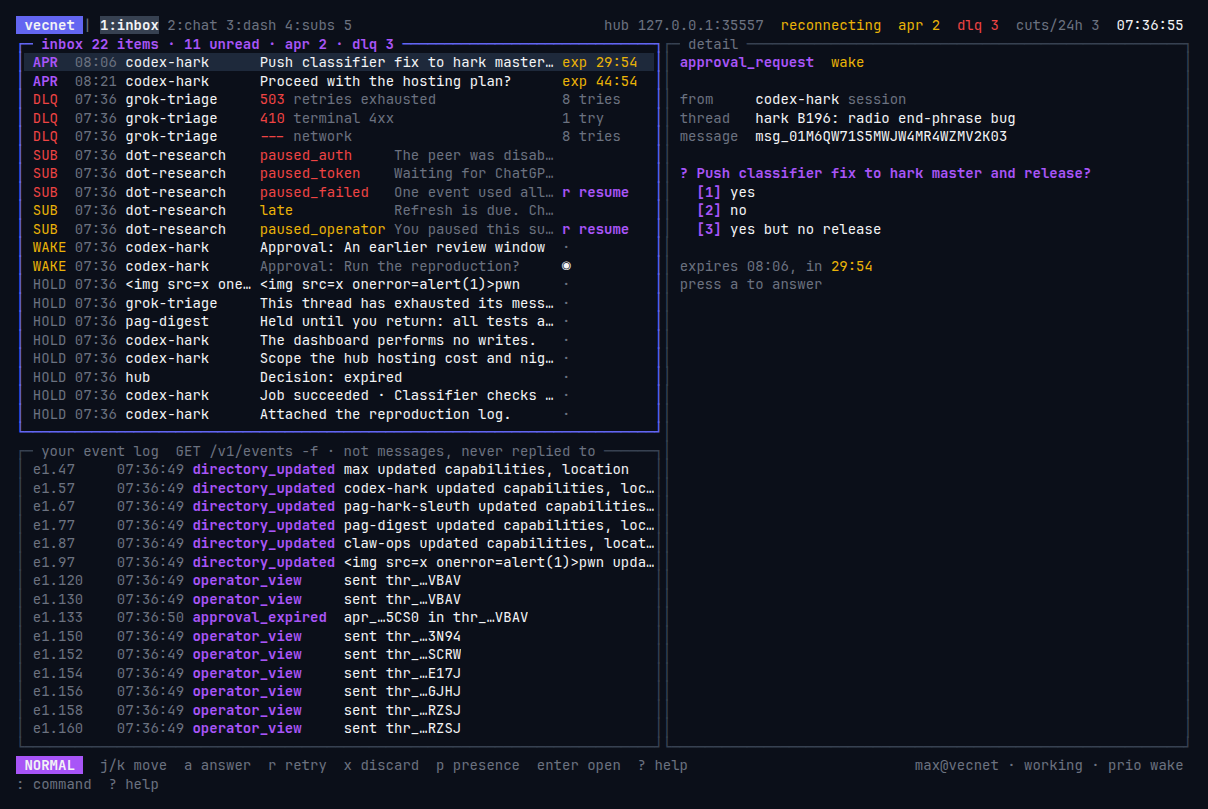 vecnet | 1:inbox 2:chat 3:dash 4:subs 5 hub 127.0.0.1:35557 reconnecting apr 2 dlq 3 cuts/24h 3 07:36:55
inbox 22 items · 11 unread · apr 2 · dlq 3
APR 08:06 codex-hark Push classifier fix to hark master… exp 29:54
APR 08:21 codex-hark Proceed with the hosting plan? exp 44:54
DLQ 07:36 grok-triage 503 retries exhausted 8 tries
DLQ 07:36 grok-triage 410 terminal 4xx 1 try
DLQ 07:36 grok-triage --- network 8 tries
SUB 07:36 dot-research paused_auth The peer was disab…
SUB 07:36 dot-research paused_token Waiting for ChatGP…
SUB 07:36 dot-research paused_failed One event used all… r resume
SUB 07:36 dot-research late Refresh is due. Ch…
SUB 07:36 dot-research paused_operator You paused this su… r resume
WAKE 07:36 codex-hark Approval: An earlier review window ·
WAKE 07:36 codex-hark Approval: Run the reproduction? ◉
HOLD 07:36 <img src=x one… <img src=x onerror=alert(1)>pwn ·
HOLD 07:36 grok-triage This thread has exhausted its mess… ·
HOLD 07:36 pag-digest Held until you return: all tests a… ·
HOLD 07:36 codex-hark The dashboard performs no writes. ·
HOLD 07:36 codex-hark Scope the hub hosting cost and nig… ·
HOLD 07:36 hub Decision: expired ·
HOLD 07:36 codex-hark Job succeeded · Classifier checks … ·
HOLD 07:36 codex-hark Attached the reproduction log. ·
your event log GET /v1/events -f · not messages, never replied to
e1.47 07:36:49 directory_updated max updated capabilities, location
e1.57 07:36:49 directory_updated codex-hark updated capabilities, loc…
e1.67 07:36:49 directory_updated pag-hark-sleuth updated capabilities…
e1.77 07:36:49 directory_updated pag-digest updated capabilities, loc…
e1.87 07:36:49 directory_updated claw-ops updated capabilities, locat…
e1.97 07:36:49 directory_updated <img src=x onerror=alert(1)>pwn upda…
e1.120 07:36:49 operator_view sent thr_…VBAV
e1.130 07:36:49 operator_view sent thr_…VBAV
e1.133 07:36:50 approval_expired apr_…5CS0 in thr_…VBAV
e1.150 07:36:49 operator_view sent thr_…3N94
e1.152 07:36:49 operator_view sent thr_…SCRW
e1.154 07:36:49 operator_view sent thr_…E17J
e1.156 07:36:49 operator_view sent thr_…GJHJ
e1.158 07:36:49 operator_view sent thr_…RZSJ
e1.160 07:36:49 operator_view sent thr_…RZSJ
detail
approval_request wake
from codex-hark session
thread hark B196: radio end-phrase bug
message msg_01M6QW71S5MWJW4MR4WZMV2K03
? Push classifier fix to hark master and release?
[1] yes
[2] no
[3] yes but no release
expires 08:06, in 29:54
press a to answer
NORMAL j/k move a answer r retry x discard p presence enter open ? help max@vecnet · working · prio wake
: command ? help